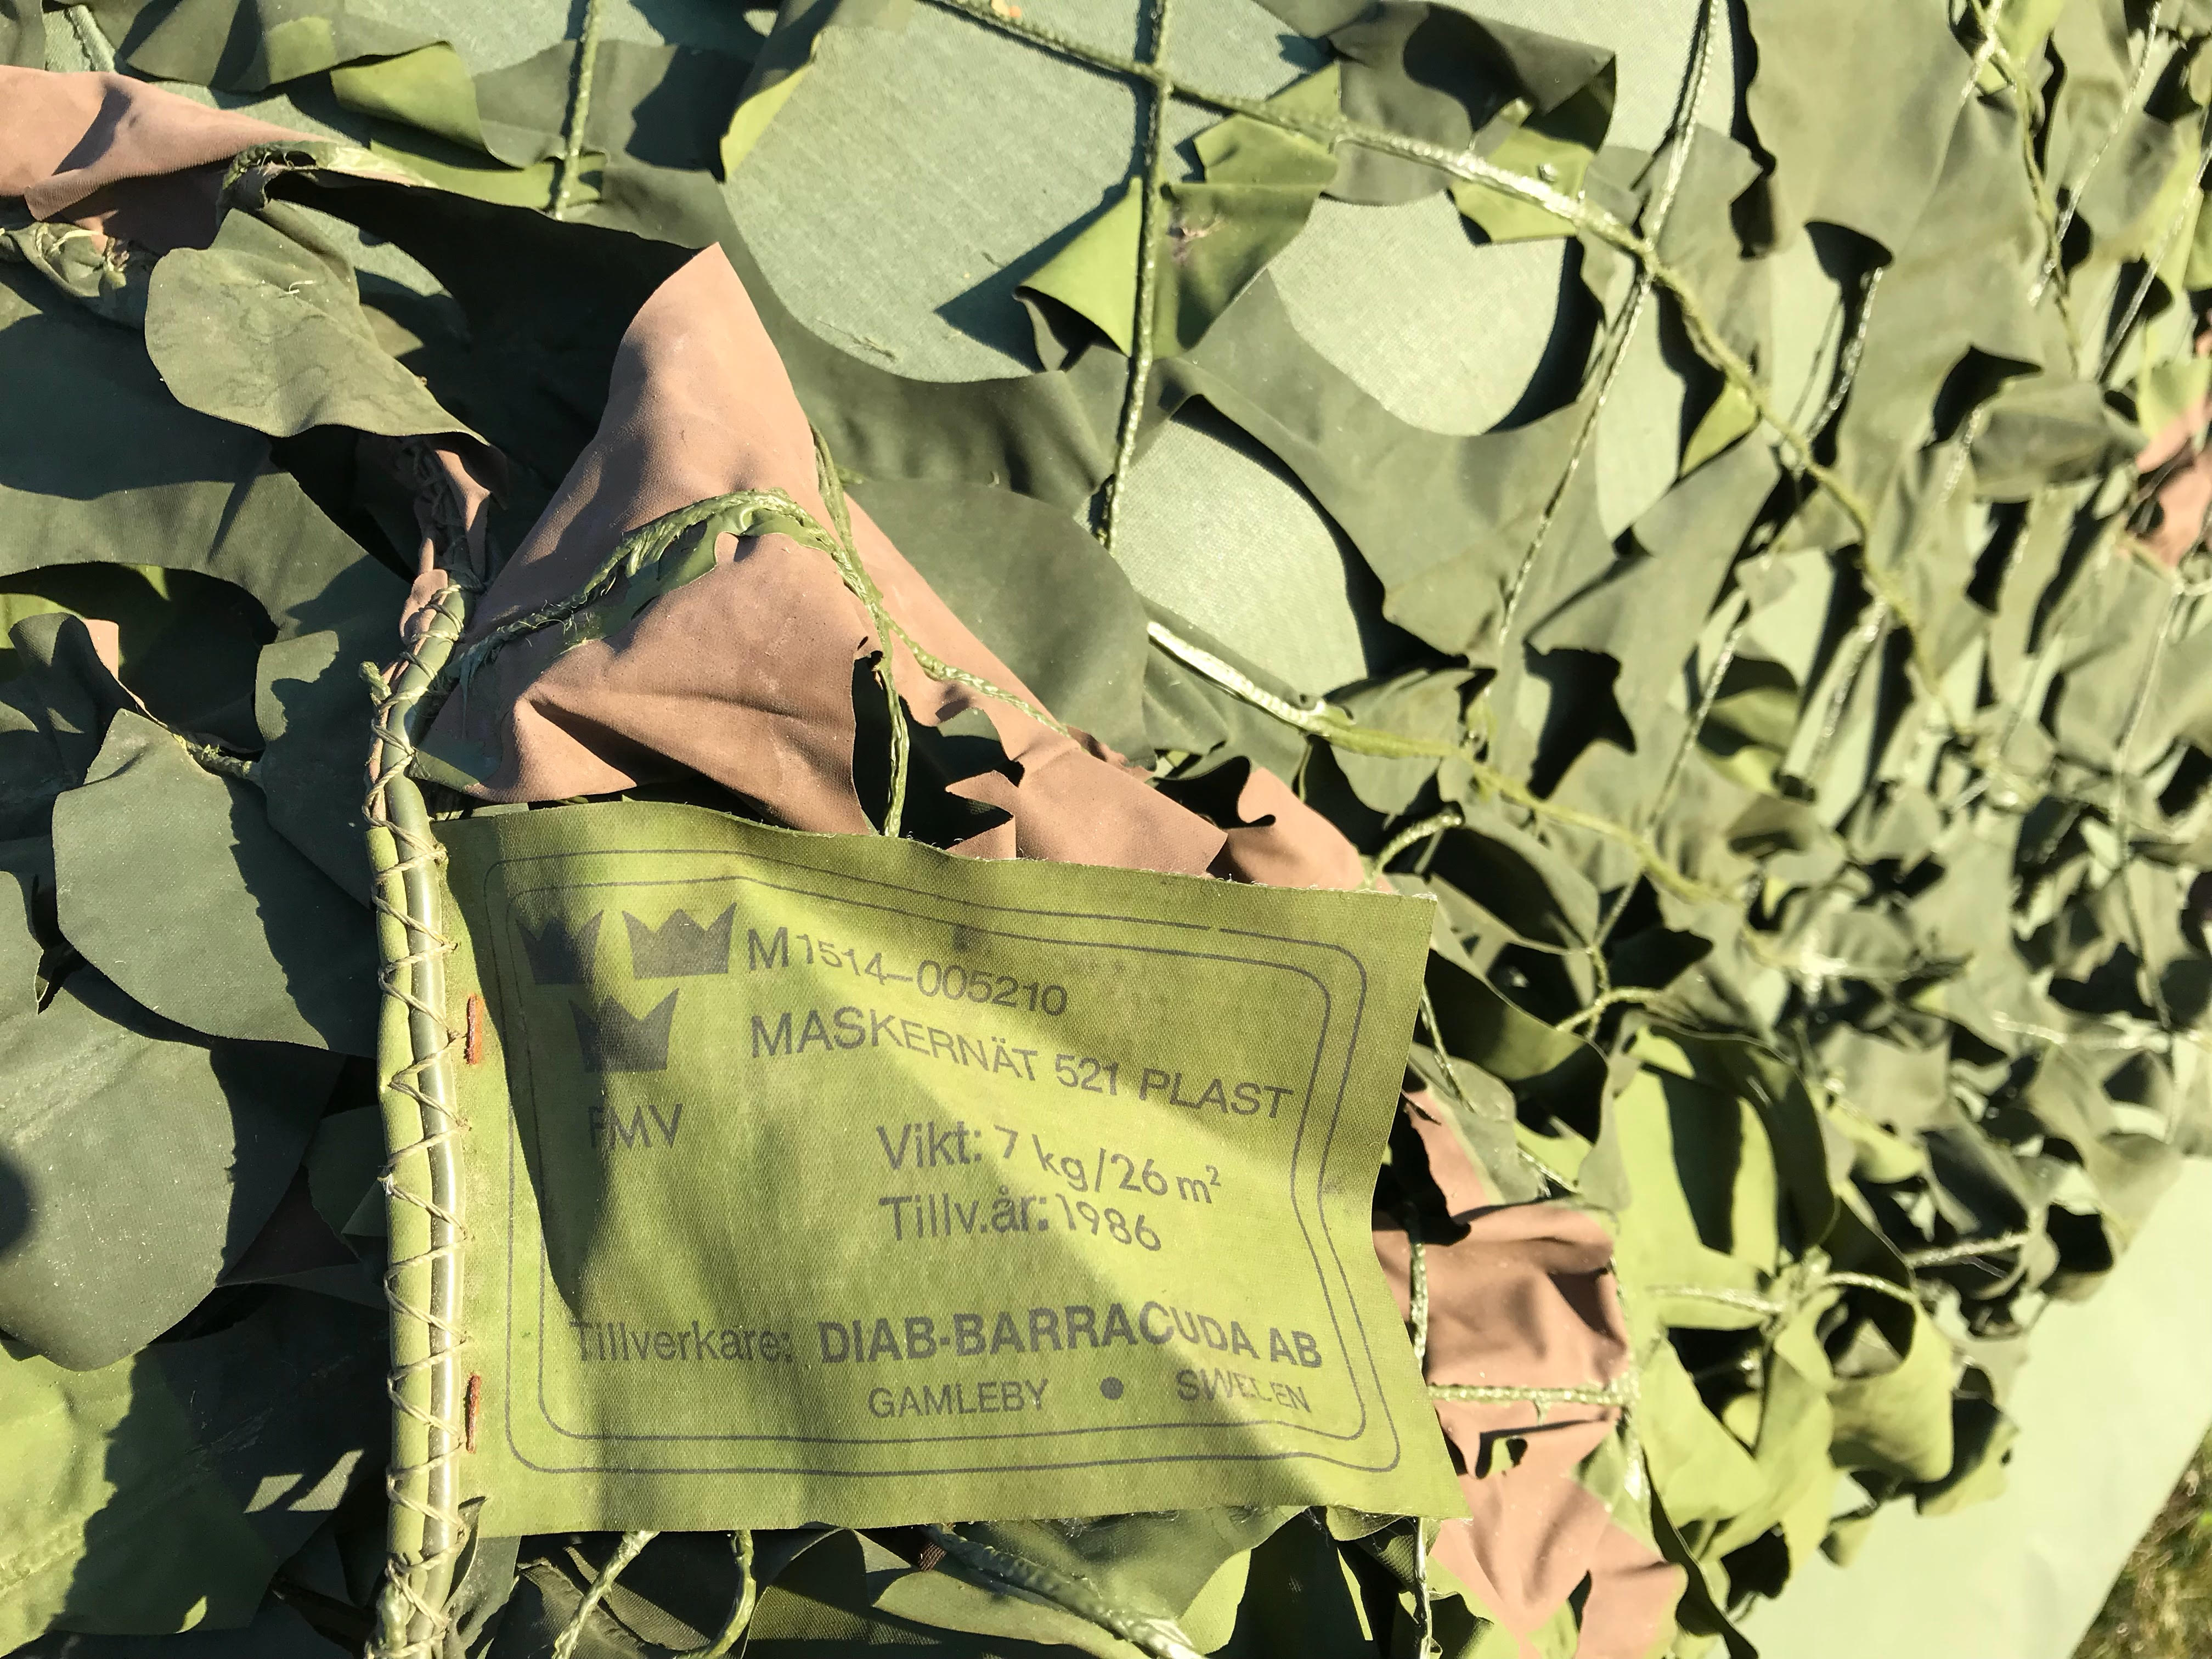 M1514–005210
MASKERNÄT 521 PLAST
FMV
Vikt: 7 kg/26 m²
Tillv.år: 1986
Tillverkare: DIAB-BARRACUDA AB
GAMLEBY • SWEDEN